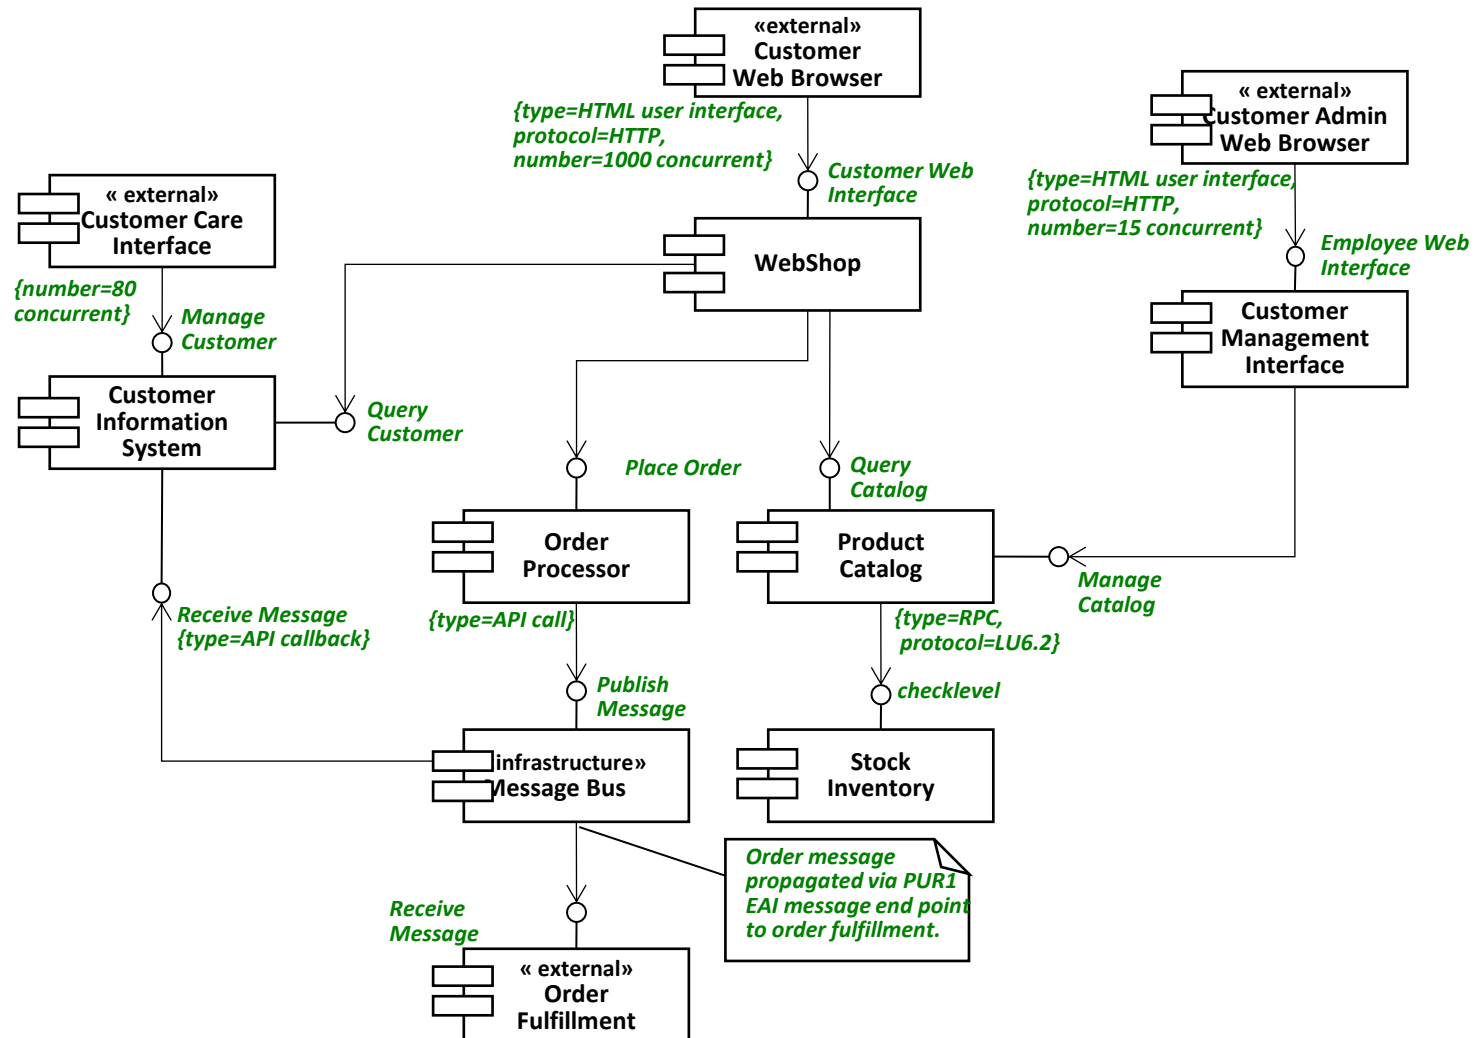 «external»
Customer
Web Browser
{type=HTML user interface,
protocol=HTTP,
number=1000 concurrent}
Customer Web
Interface
« external»
Customer Admin
Web Browser
{type=HTML user interface,
protocol=HTTP,
number=15 concurrent}
Employee Web
Interface
« external»
Customer Care
Interface
{number=80
concurrent}
Manage
Customer
WebShop
Customer
Management
Interface
Customer
Information
System
Query
Customer
Place Order
Query
Catalog
Order
Processor
Product
Catalog
Manage
Catalog
Receive Message
{type=API callback}
{type=API call}
{type=RPC,
protocol=LU6.2}
Publish
Message
checklevel
infrastructure»
Message Bus
Stock
Inventory
Order message
propagated via PUR1
EAI message end point
to order fulfillment.
Receive
Message
« external»
Order
Fulfillment